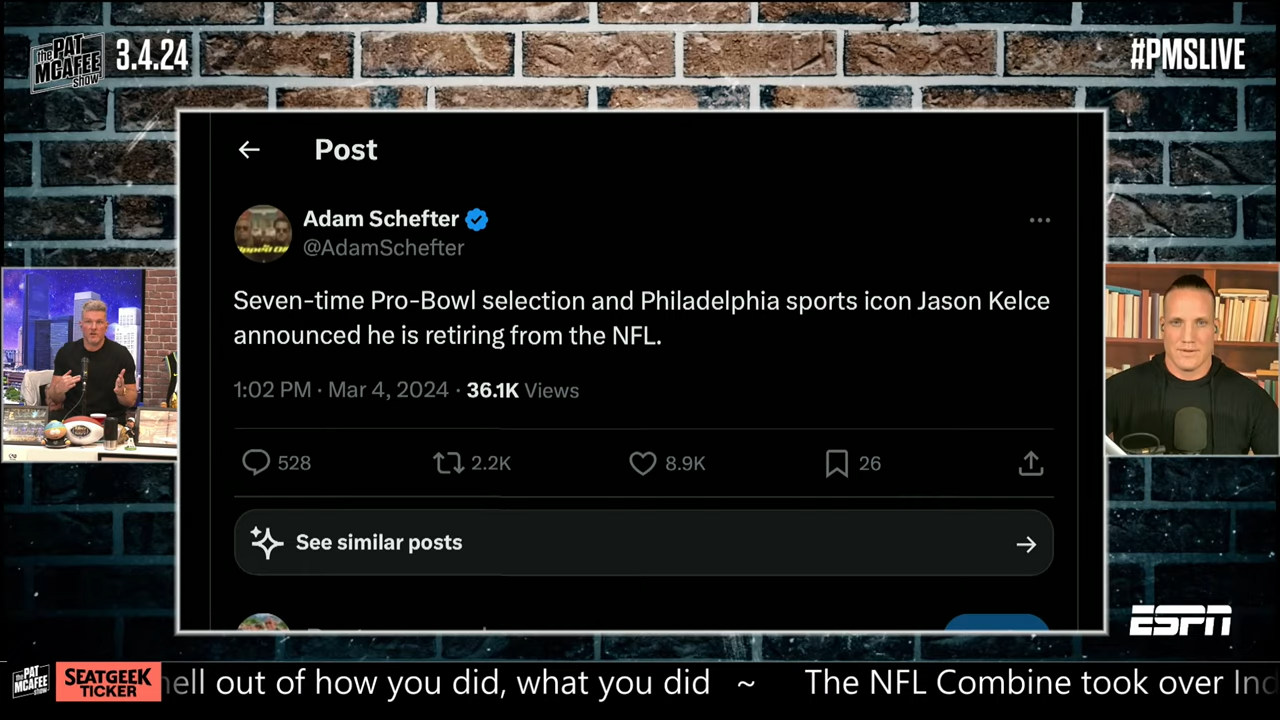 the PAT MCAFEE show
3.4.24
#PMSLIVE
Post
Adam Schefter
@AdamSchefter
Seven-time Pro-Bowl selection and Philadelphia sports icon Jason Kelce
announced he is retiring from the NFL.
1:02 PM · Mar 4, 2024 · 36.1K Views
528 2.2K 8.9K 26
See similar posts
ESPN
the PAT MCAFEE show
SEATGEEK
TICKER
hell out of how you did, what you did ~ The NFL Combine took over Ind